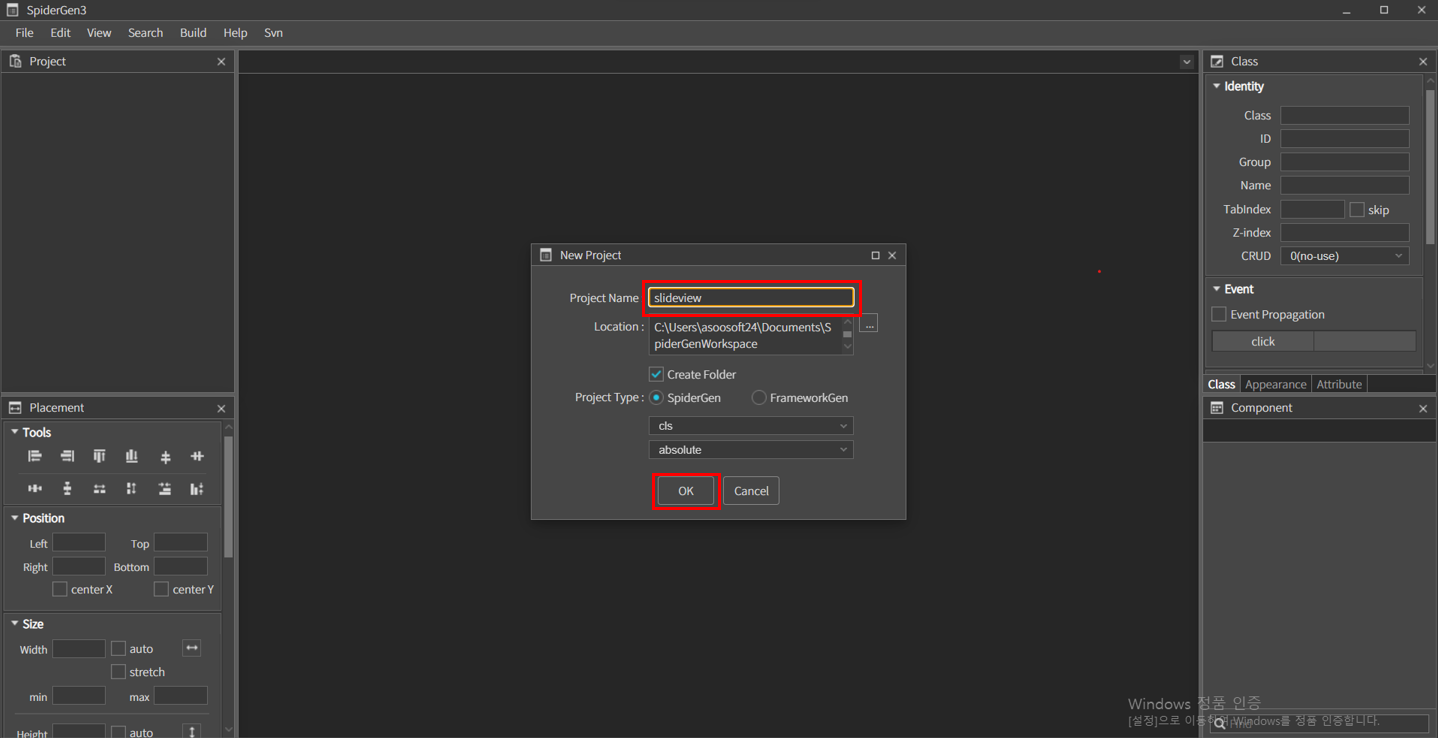 SpiderGen3
File Edit View Search Build Help Svn
Project
Class
Identity
Class
ID
Group
Name
TabIndex skip
Z-index
CRUD 0(no-use)
Event
Event Propagation
click
Class Appearance Attribute
Component
New Project
Project Name slideview
Location : C:\Users\asoosoft24\Documents\S
piderGenWorkspace
...
Create Folder
Project Type : SpiderGen FrameworkGen
cls
absolute
OK Cancel
Placement
Tools
Position
Left Top
Right Bottom
center X center Y
Size
Width auto
stretch
min max
Height auto
Windows 정품 인증
[설정]으로 이동하여 Windows를 정품 인증합니다.
Find